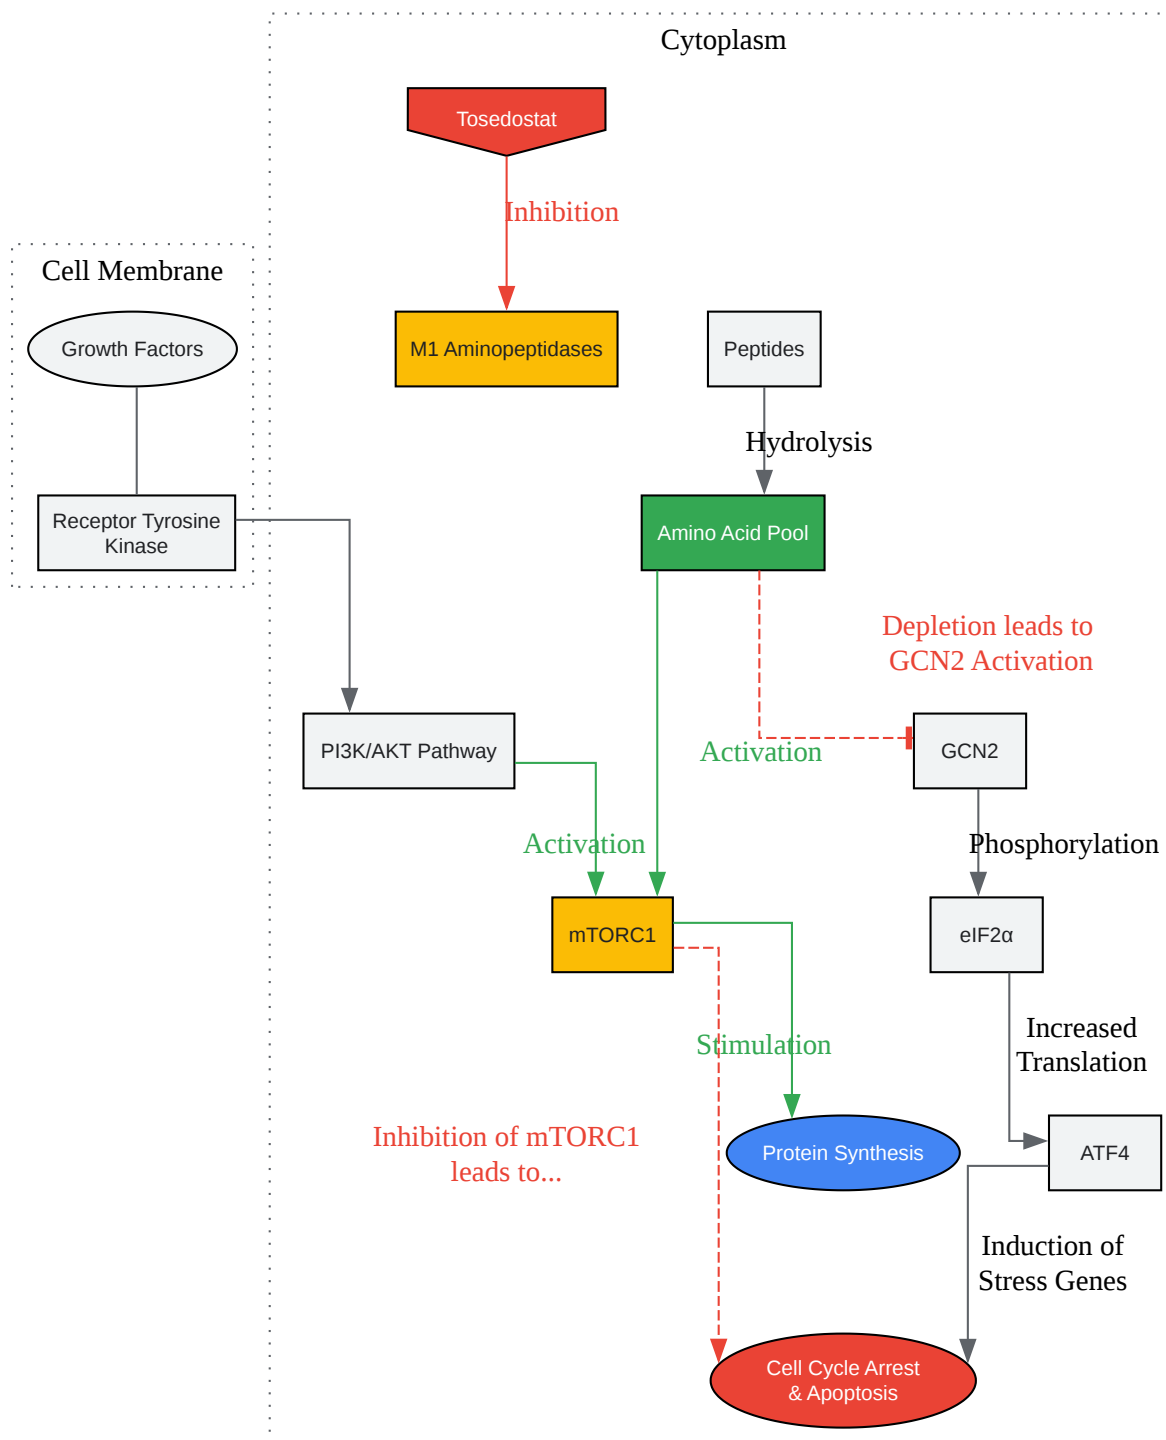 Cytoplasm
Tosedostat
Inhibition
Cell Membrane
Growth Factors
M1 Aminopeptidases
Peptides
Hydrolysis
Receptor Tyrosine
Kinase
Amino Acid Pool
Depletion leads to
GCN2 Activation
PI3K/AKT Pathway
Activation
GCN2
Activation
Phosphorylation
mTORC1
eIF2α
Increased
Translation
Stimulation
Inhibition of mTORC1
leads to...
Protein Synthesis
ATF4
Induction of
Stress Genes
Cell Cycle Arrest
& Apoptosis